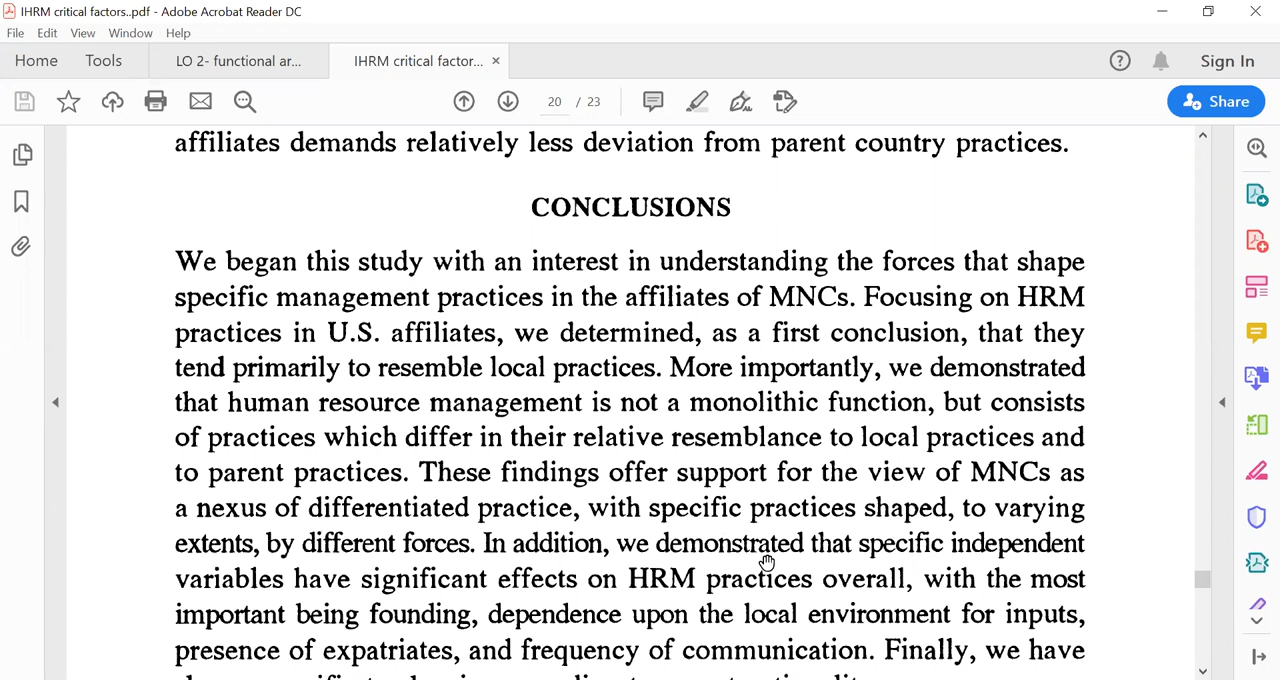 IHRM critical factors..pdf - Adobe Acrobat Reader DC
File Edit View Window Help
Home Tools LO 2- functional ar... IHRM critical factor... × Sign In
20 / 23 Share
affiliates demands relatively less deviation from parent country practices.
CONCLUSIONS
We began this study with an interest in understanding the forces that shape
specific management practices in the affiliates of MNCs. Focusing on HRM
practices in U.S. affiliates, we determined, as a first conclusion, that they
tend primarily to resemble local practices. More importantly, we demonstrated
that human resource management is not a monolithic function, but consists
of practices which differ in their relative resemblance to local practices and
to parent practices. These findings offer support for the view of MNCs as
a nexus of differentiated practice, with specific practices shaped, to varying
extents, by different forces. In addition, we demonstrated that specific independent
variables have significant effects on HRM practices overall, with the most
important being founding, dependence upon the local environment for inputs,
presence of expatriates, and frequency of communication. Finally, we have